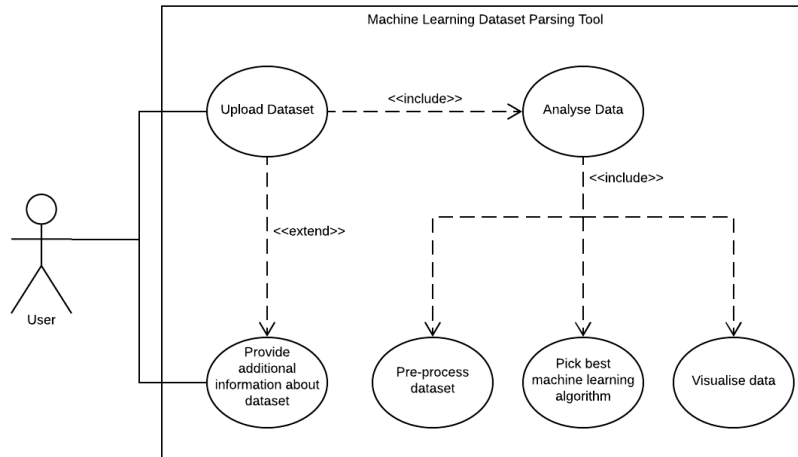 Machine Learning Dataset Parsing Tool
Upload Dataset
<<include>>
Analyse Data
<<include>>
<<extend>>
User
Provide
additional
information about
dataset
Pre-process
dataset
Pick best
machine learning
algorithm
Visualise data